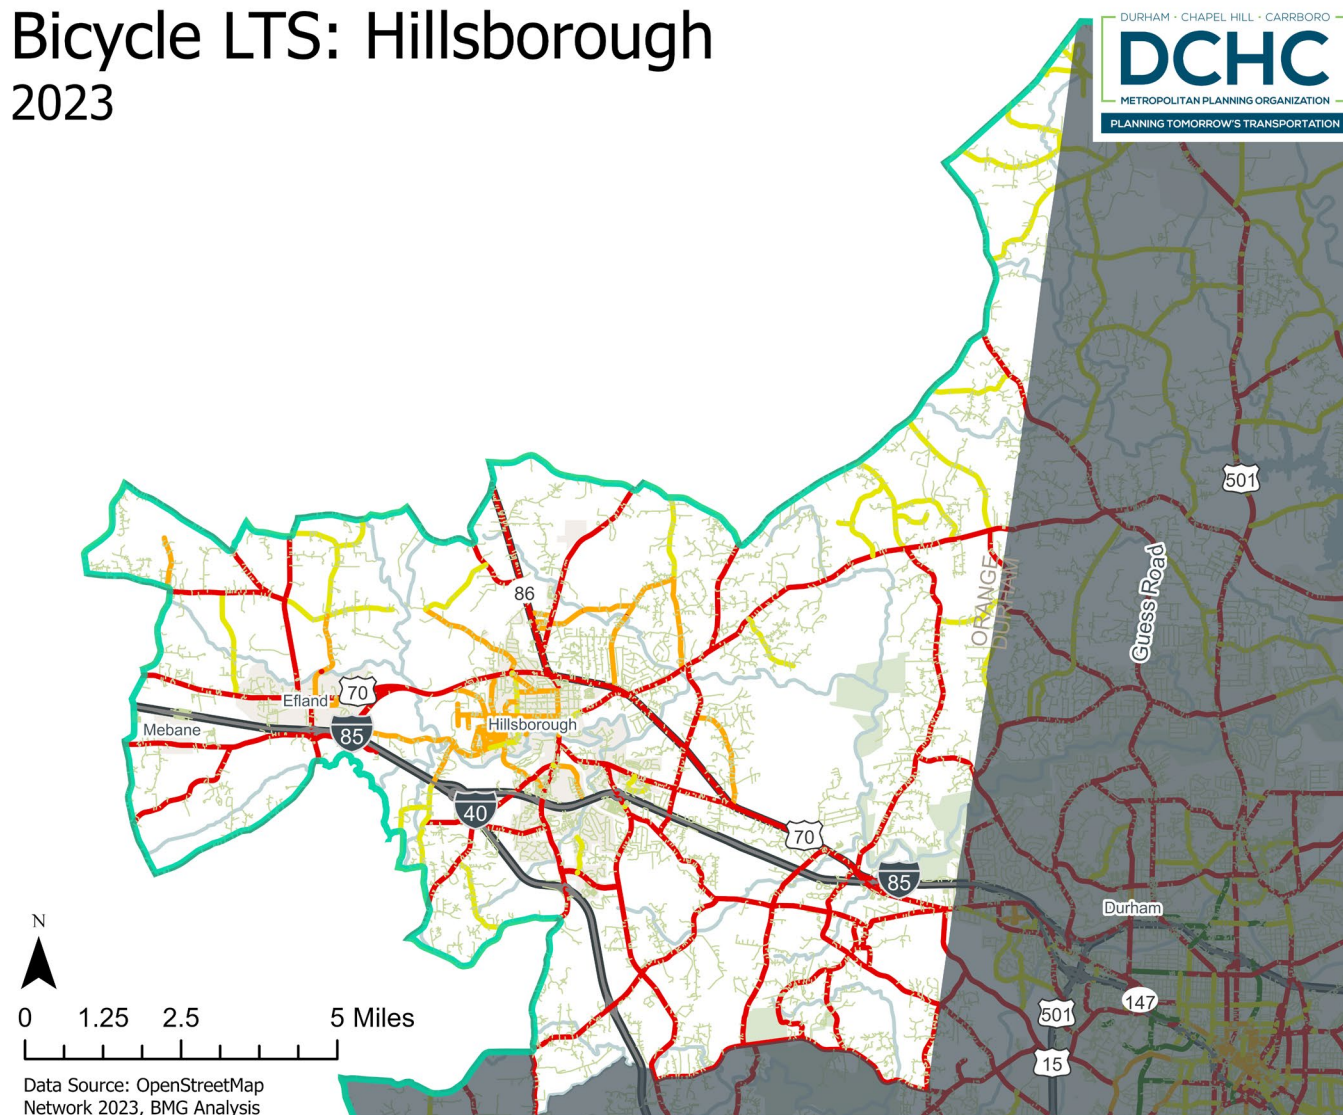 Bicycle LTS: Hillsborough
2023
DURHAM · CHAPEL HILL · CARRBORO
DCHC
METROPOLITAN PLANNING ORGANIZATION
PLANNING TOMORROW'S TRANSPORTATION
501
Guess Road
ORANGE
DURHAM
86
70
Efland
85
Mebane
Hillsborough
40
70
85
Durham
147
501
15
N
0 1.25 2.5 5 Miles
Data Source: OpenStreetMap
Network 2023, BMG Analysis